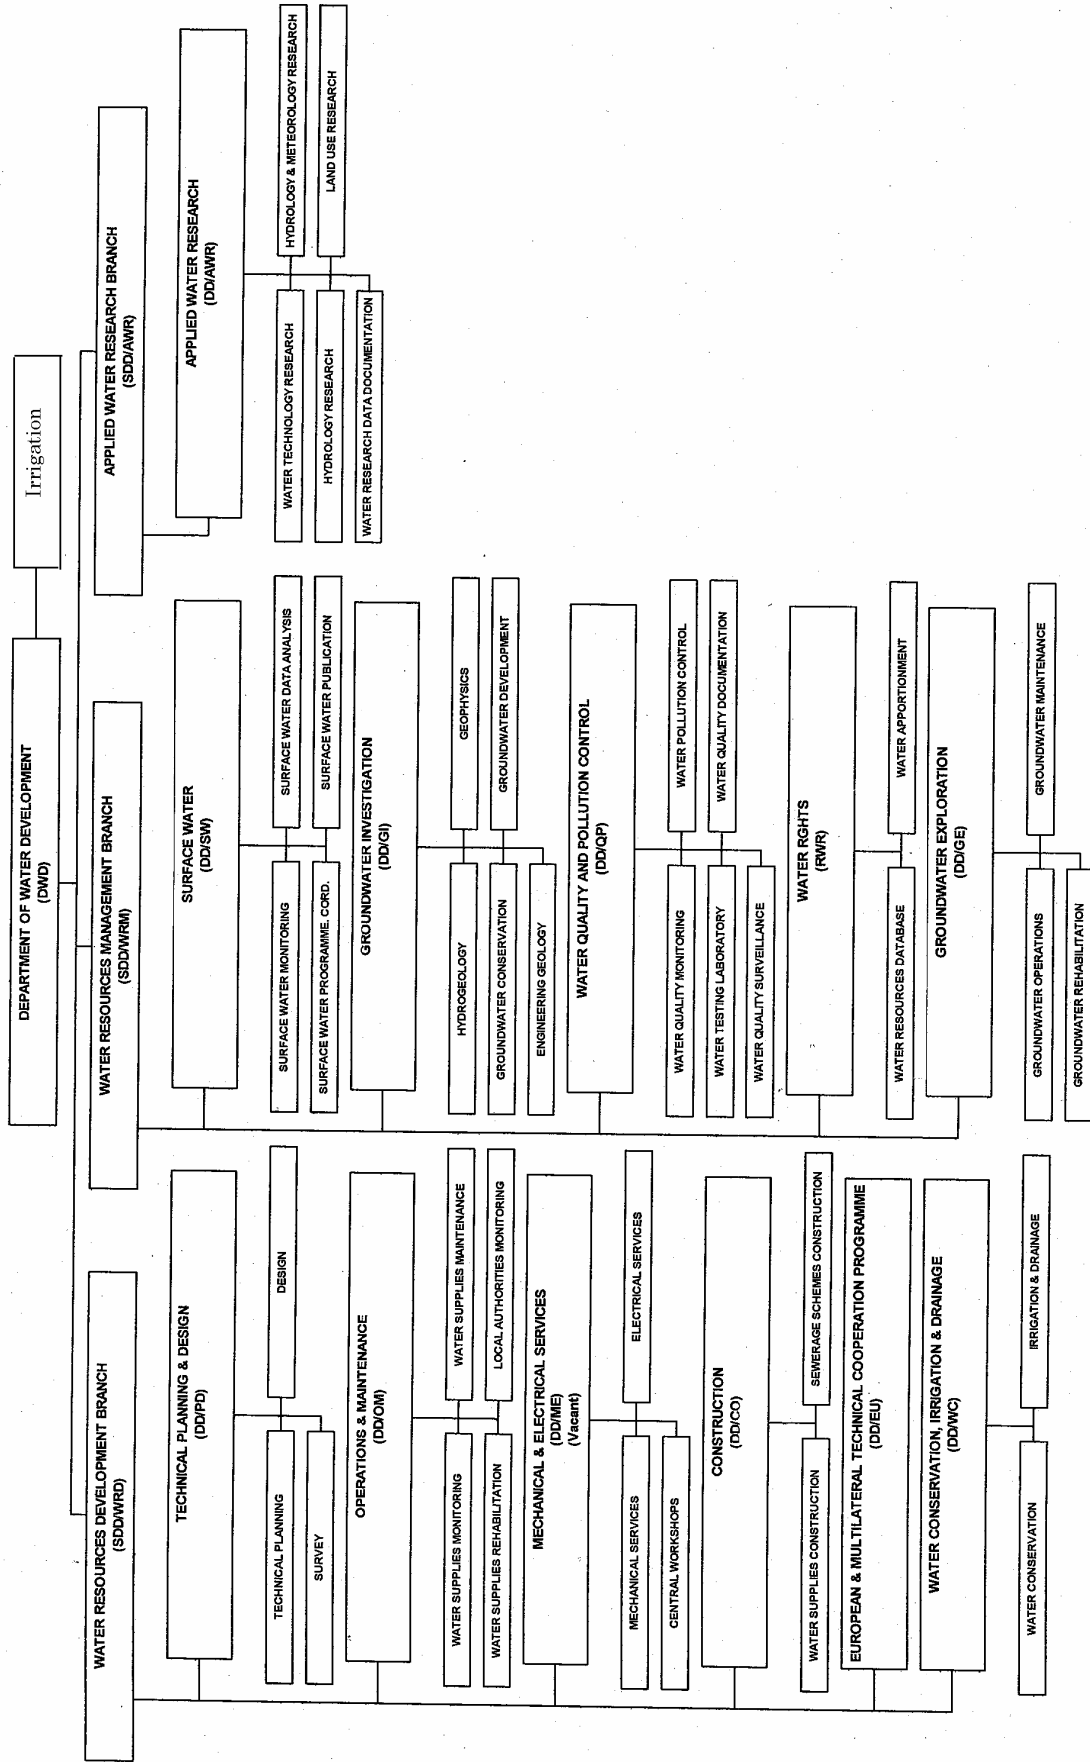 DEPARTMENT OF WATER DEVELOPMENT
(DWD)
Irrigation
WATER RESOURCES DEVELOPMENT BRANCH
(SDD/WRD)
TECHNICAL PLANNING & DESIGN
(DD/PD)
TECHNICAL PLANNING
DESIGN
SURVEY
OPERATIONS & MAINTENANCE
(DD/OM)
WATER SUPPLIES MONITORING
WATER SUPPLIES MAINTENANCE
WATER SUPPLIES REHABILITATION
LOCAL AUTHORITIES MONITORING
MECHANICAL & ELECTRICAL SERVICES
(DD/ME)
(Vacant)
MECHANICAL SERVICES
ELECTRICAL SERVICES
CENTRAL WORKSHOPS
CONSTRUCTION
(DD/CO)
WATER SUPPLIES CONSTRUCTION
SEWERAGE SCHEMES CONSTRUCTION
EUROPEAN & MULTILATERAL TECHNICAL COOPERATION PROGRAMME
(DD/EU)
WATER CONSERVATION, IRRIGATION & DRAINAGE
(DD/WC)
WATER CONSERVATION
IRRIGATION & DRAINAGE
WATER RESOURCES MANAGEMENT BRANCH
(SDD/WRM)
SURFACE WATER
(DD/SW)
SURFACE WATER MONITORING
SURFACE WATER DATA ANALYSIS
SURFACE WATER PROGRAMME. CORD.
SURFACE WATER PUBLICATION
GROUNDWATER INVESTIGATION
(DD/GI)
HYDROGEOLOGY
GEOPHYSICS
GROUNDWATER CONSERVATION
GROUNDWATER DEVELOPMENT
ENGINEERING GEOLOGY
WATER QUALITY AND POLLUTION CONTROL
(DD/QP)
WATER QUALITY MONITORING
WATER POLLUTION CONTROL
WATER TESTING LABORATORY
WATER QUALITY DOCUMENTATION
WATER QUALITY SURVEILLANCE
WATER RGHTS
(RWR)
WATER RESOURCES DATABASE
WATER APPORTIONMENT
GROUNDWATER EXPLORATION
(DD/GE)
GROUNDWATER OPERATIONS
GROUNDWATER MAINTENANCE
GROUNDWATER REHABILITATION
APPLIED WATER RESEARCH BRANCH
(SDD/AWR)
APPLIED WATER RESEARCH
(DD/AWR)
WATER TECHNOLOGY RESEARCH
HYDROLOGY & METEOROLOGY RESEARCH
HYDROLOGY RESEARCH
LAND USE RESEARCH
WATER RESEARCH DATA DOCUMENTATION